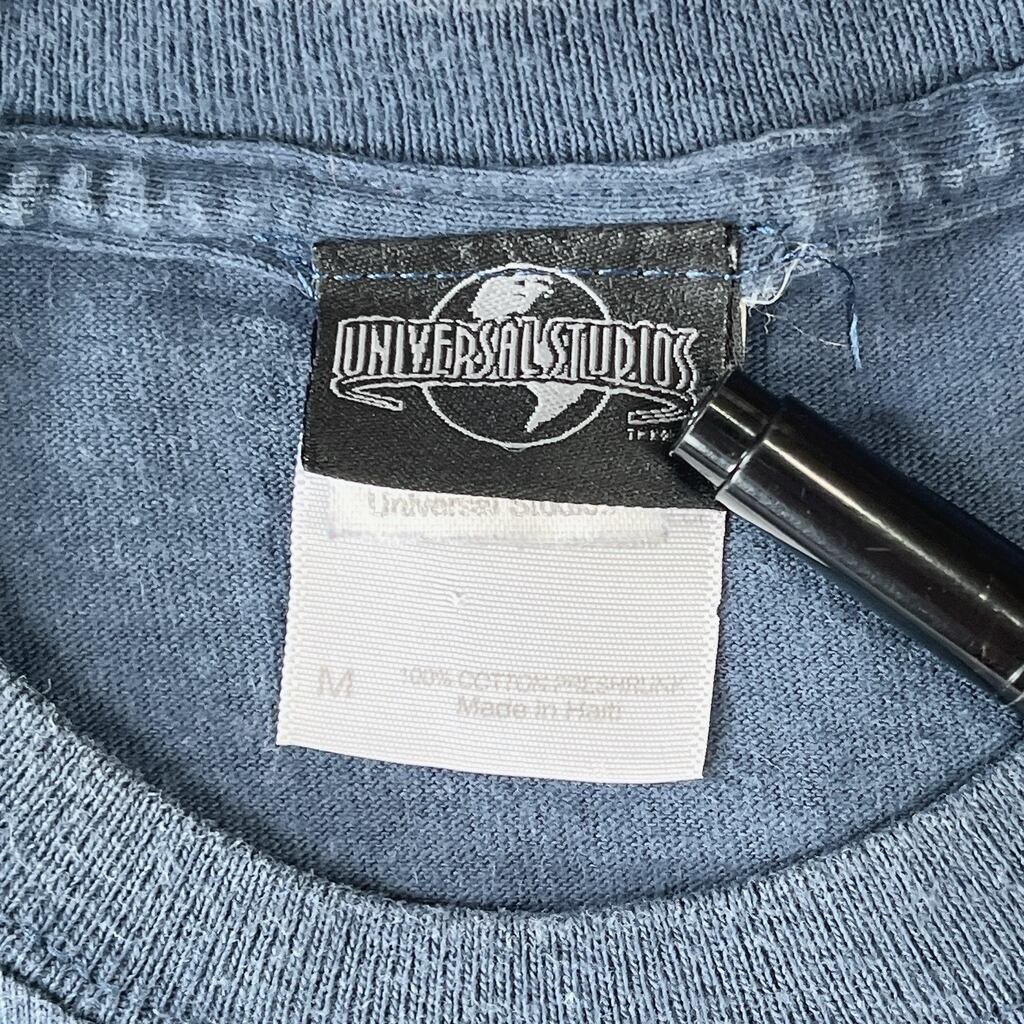 UNIVERSAL STUDIOS
Universal Studios
M
100% COTTON PRESHRUNK
Made in Haiti